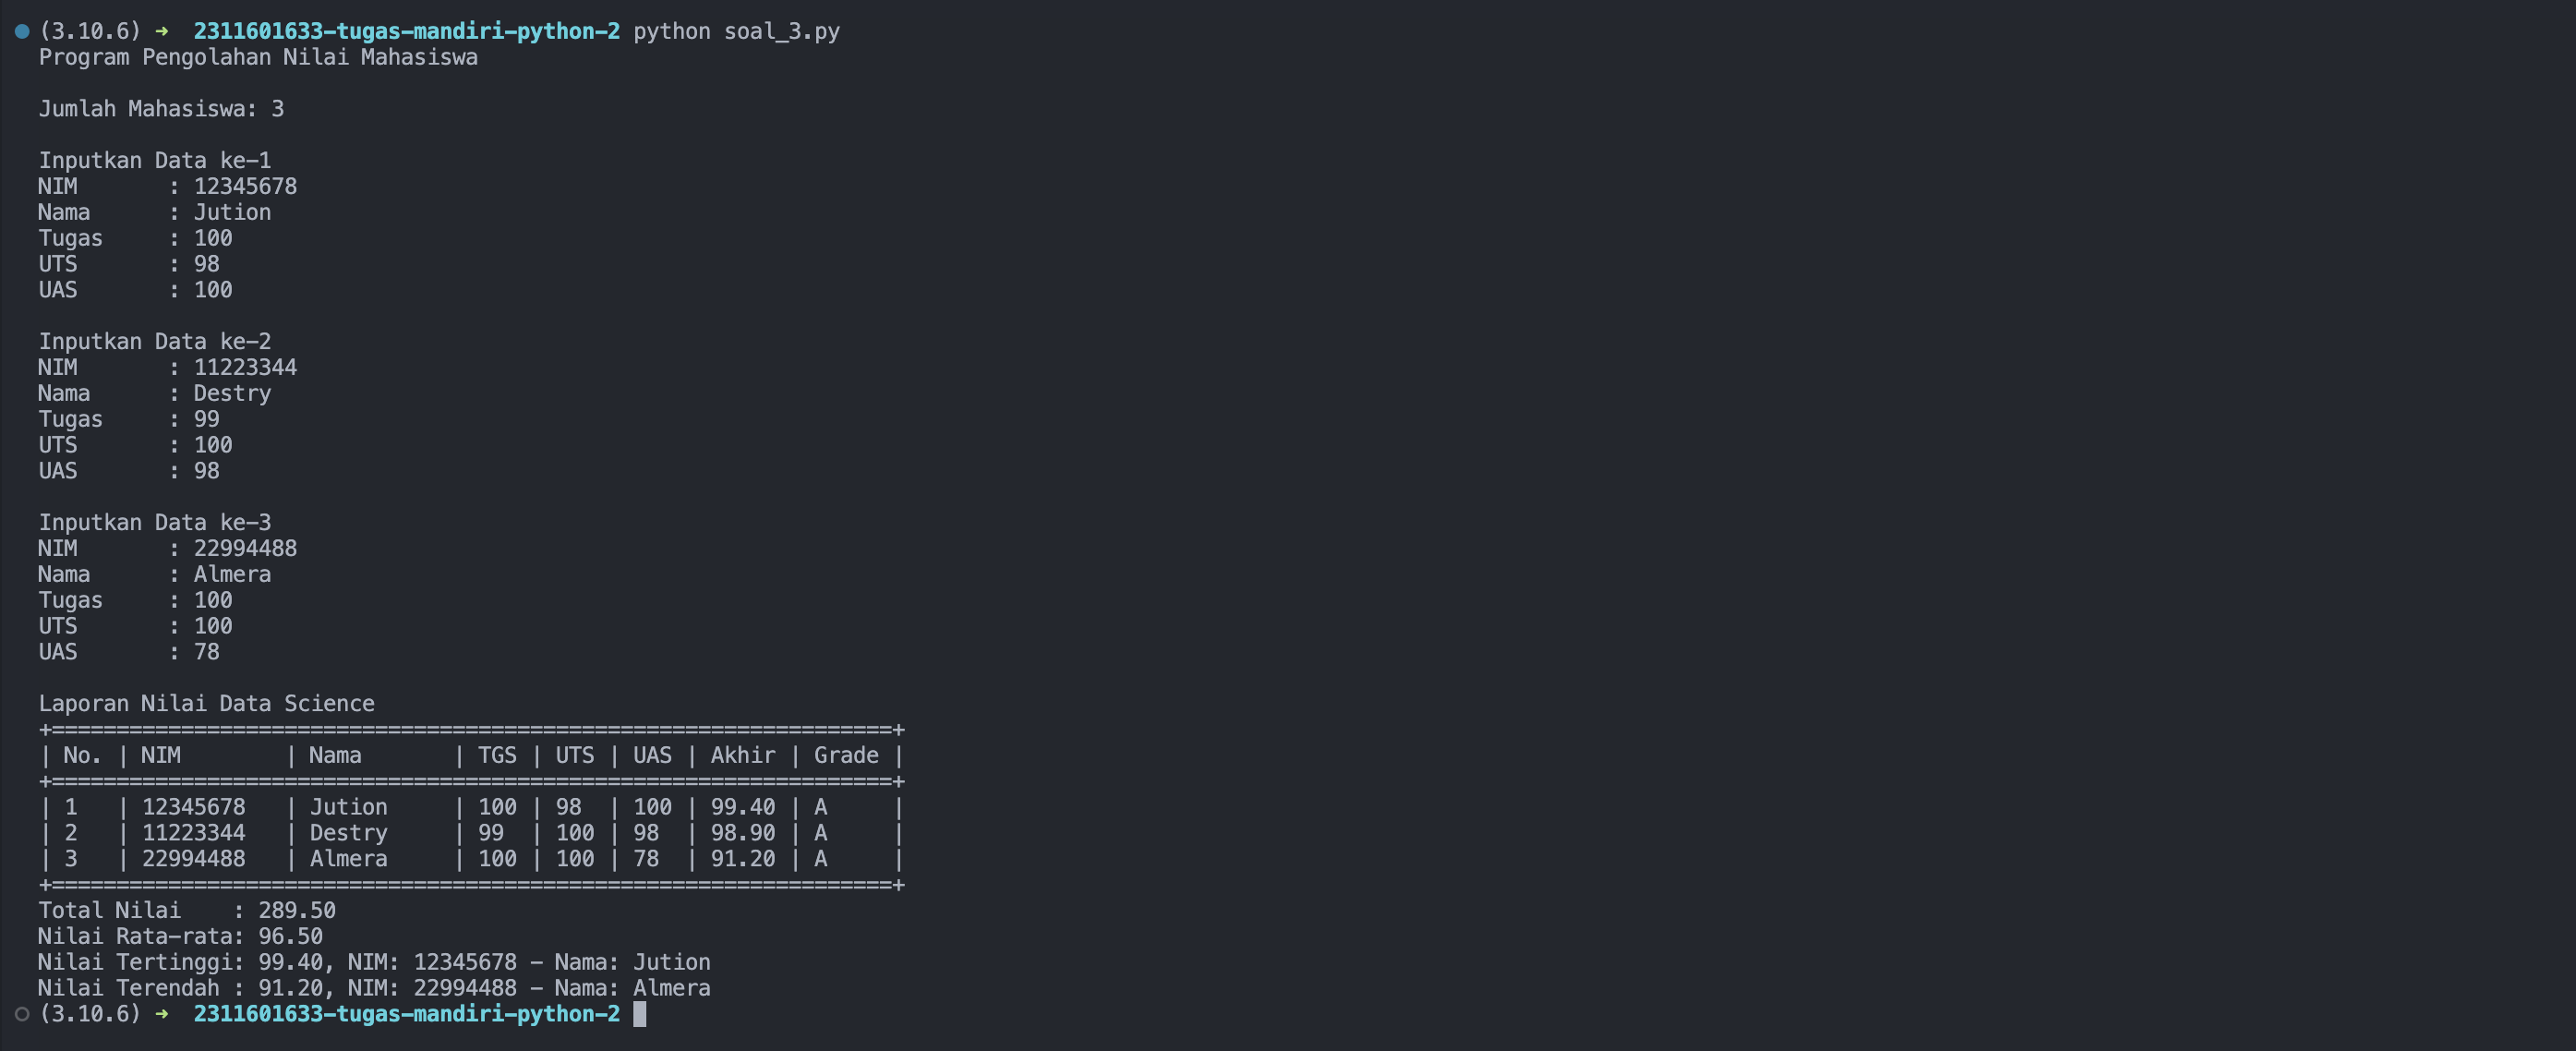 (3.10.6) ➜  2311601633-tugas-mandiri-python-2 python soal_3.py
Program Pengolahan Nilai Mahasiswa

Jumlah Mahasiswa: 3

Inputkan Data ke-1
NIM       : 12345678
Nama      : Jution
Tugas     : 100
UTS       : 98
UAS       : 100

Inputkan Data ke-2
NIM       : 11223344
Nama      : Destry
Tugas     : 99
UTS       : 100
UAS       : 98

Inputkan Data ke-3
NIM       : 22994488
Nama      : Almera
Tugas     : 100
UTS       : 100
UAS       : 78

Laporan Nilai Data Science
+=================================================================+
| No. | NIM        | Nama       | TGS | UTS | UAS | Akhir | Grade |
+=================================================================+
| 1   | 12345678   | Jution     | 100 | 98  | 100 | 99.40 | A     |
| 2   | 11223344   | Destry     | 99  | 100 | 98  | 98.90 | A     |
| 3   | 22994488   | Almera     | 100 | 100 | 78  | 91.20 | A     |
+=================================================================+
Total Nilai    : 289.50
Nilai Rata-rata: 96.50
Nilai Tertinggi: 99.40, NIM: 12345678 - Nama: Jution
Nilai Terendah : 91.20, NIM: 22994488 - Nama: Almera
(3.10.6) ➜  2311601633-tugas-mandiri-python-2